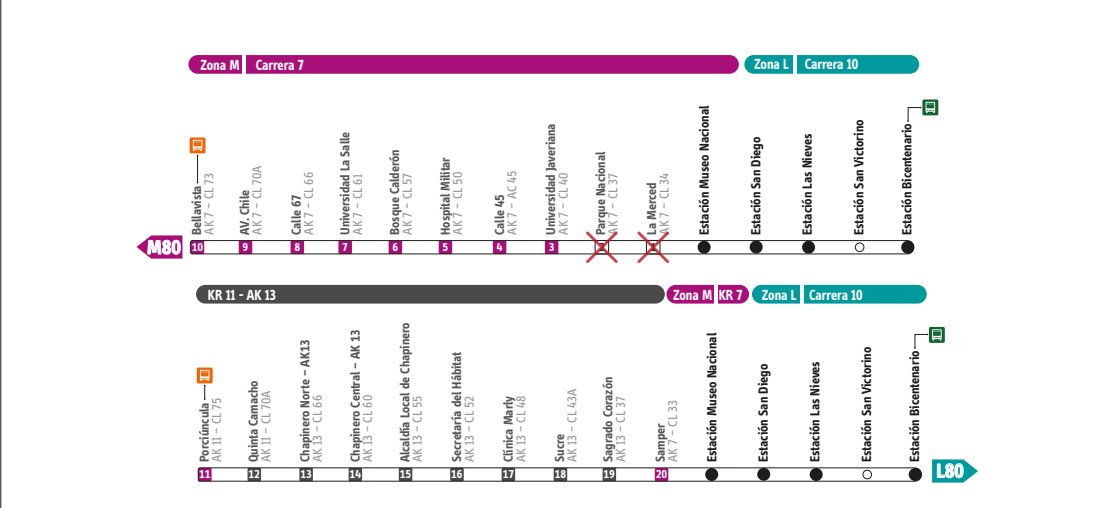 Zona M Carrera 7
Zona L Carrera 10
Bellavista
AK 7 – CL 73
AV. Chile
AK 7 – CL 70A
Calle 67
AK 7 – CL 66
Universidad La Salle
AK 7 – CL 61
Bosque Calderón
AK 7 – CL 57
Hospital Militar
AK 7 – CL 50
Calle 45
AK 7 – AC 45
Universidad Javeriana
AK 7 – CL 40
Parque Nacional
AK 7 – CL 37
La Merced
AK 7 – CL 34
Estación Museo Nacional
Estación San Diego
Estación Las Nieves
Estación San Victorino
Estación Bicentenario
M80
10 9 8 7 6 5 4 3
KR 11 - AK 13
Zona M KR 7
Zona L Carrera 10
Porciúncula
AK 11 – CL 75
Quinta Camacho
AK 11 – CL 70A
Chapinero Norte – AK13
AK 13 – CL 66
Chapinero Central – AK 13
AK 13 – CL 60
Alcaldía Local de Chapinero
AK 13 – CL 55
Secretaría del Hábitat
AK 13 – CL 52
Clínica Marly
AK 13 – CL 48
Sucre
AK 13 – CL 43A
Sagrado Corazón
AK 13 – CL 37
Samper
AK 7 – CL 33
Estación Museo Nacional
Estación San Diego
Estación Las Nieves
Estación San Victorino
Estación Bicentenario
11 12 13 14 15 16 17 18 19 20
L80